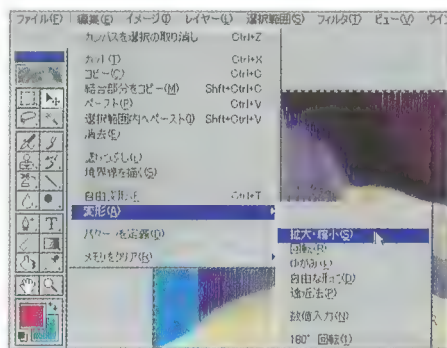 ファイル(F) 編集(E) イメージ(I) レイヤー(L) 選択範囲(S) フィルタ(T) ビュー(V) ウイ
カンバスを選択の取り消し Ctrl+Z
カット(T) Ctrl+X
コピー(C) Ctrl+C
結合部分をコピー(M) Shft+Ctrl+C
ペースト(P) Ctrl+V
選択範囲内へペースト(I) Shft+Ctrl+V
消去(E)
塗りつぶし(L)
境界線を描く(S)
自由変形(F) Ctrl+T
変形(A)
パターンを定義(D)
メモリをクリア(R)
拡大・縮小(S)
回転(R)
ゆがみ(K)
自由な形に(D)
遠近法(P)
数値入力(N)
180° 回転(1)
T